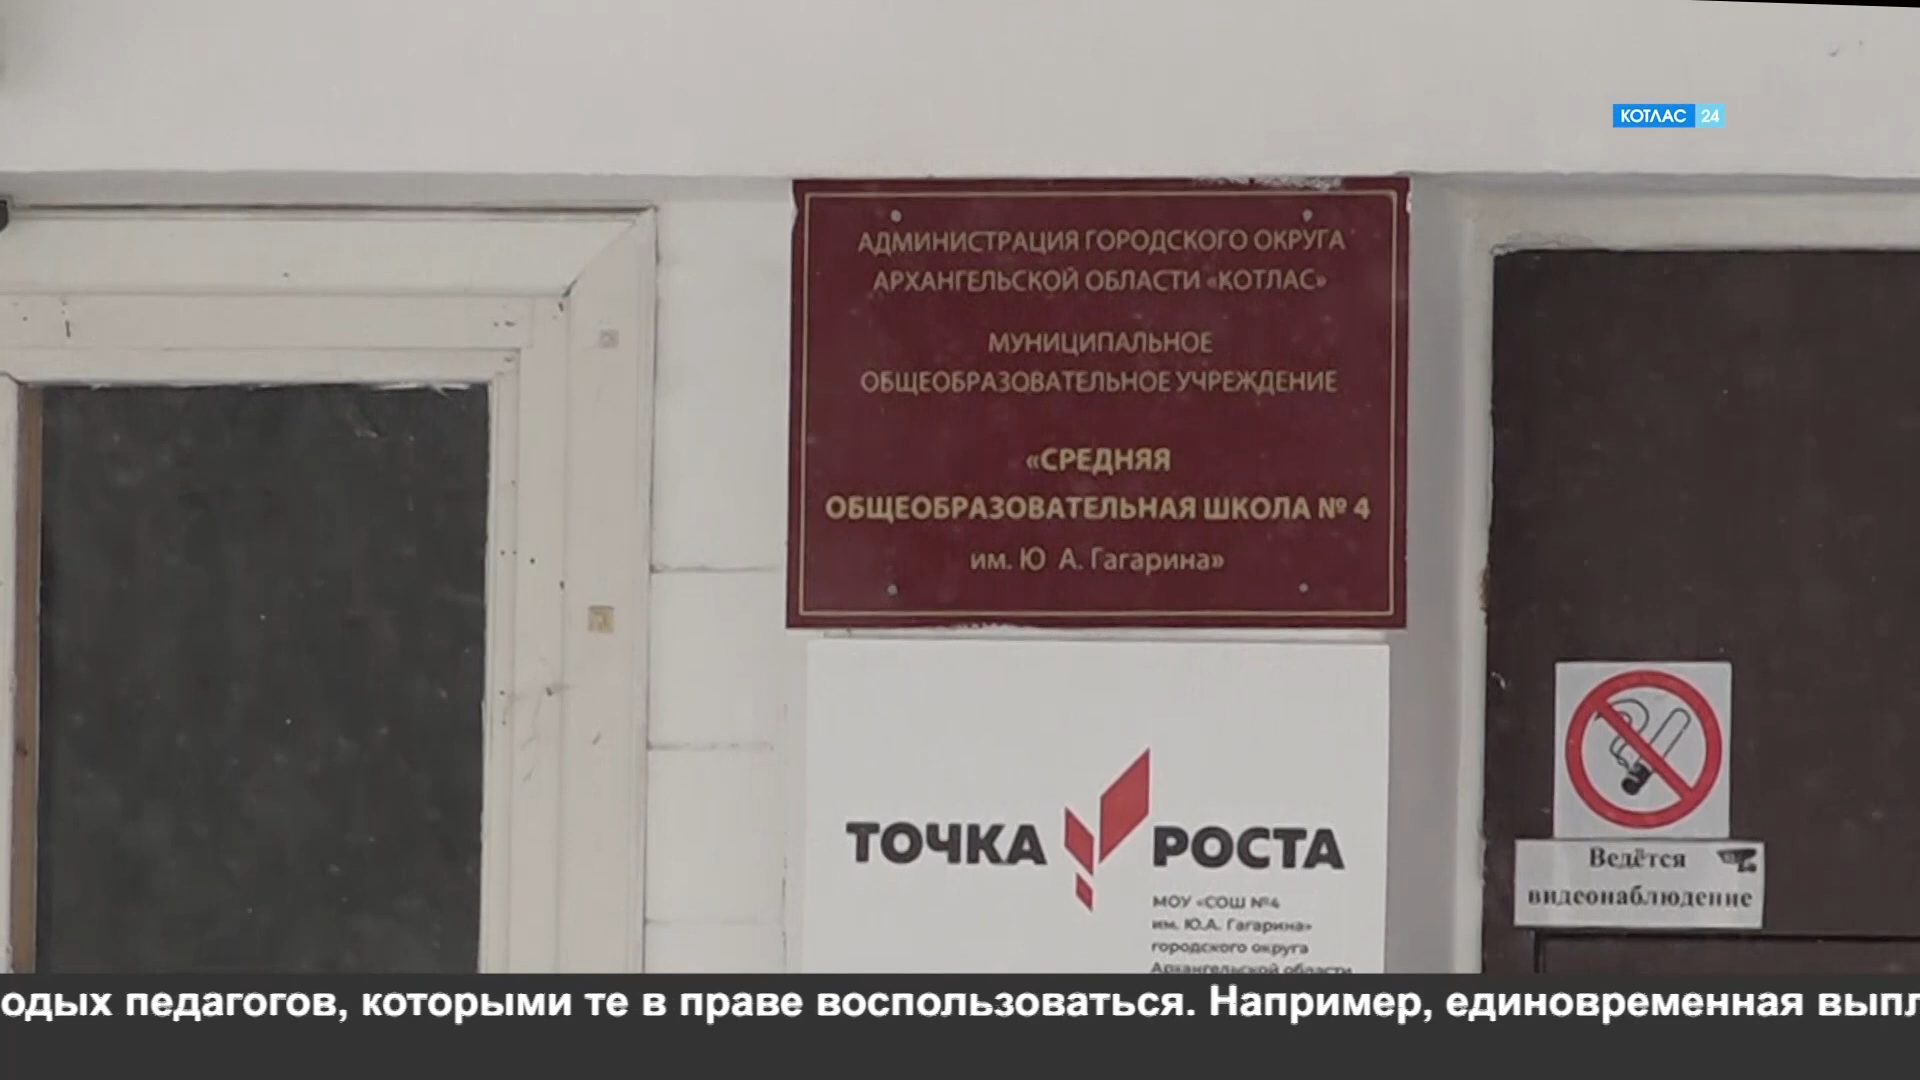 КОТЛАС 24
АДМИНИСТРАЦИЯ ГОРОДСКОГО ОКРУГА
АРХАНГЕЛЬСКОЙ ОБЛАСТИ «КОТЛАС»
МУНИЦИПАЛЬНОЕ
ОБЩЕОБРАЗОВАТЕЛЬНОЕ УЧРЕЖДЕНИЕ
«СРЕДНЯЯ
ОБЩЕОБРАЗОВАТЕЛЬНАЯ ШКОЛА № 4
им. Ю А. Гагарина»
ТОЧКА РОСТА
МОУ «СОШ №4
им. Ю.А. Гагарина»
городского округа
Архангельской области
Ведётся
видеонаблюдение
одых педагогов, которыми те в праве воспользоваться. Например, единовременная выпл